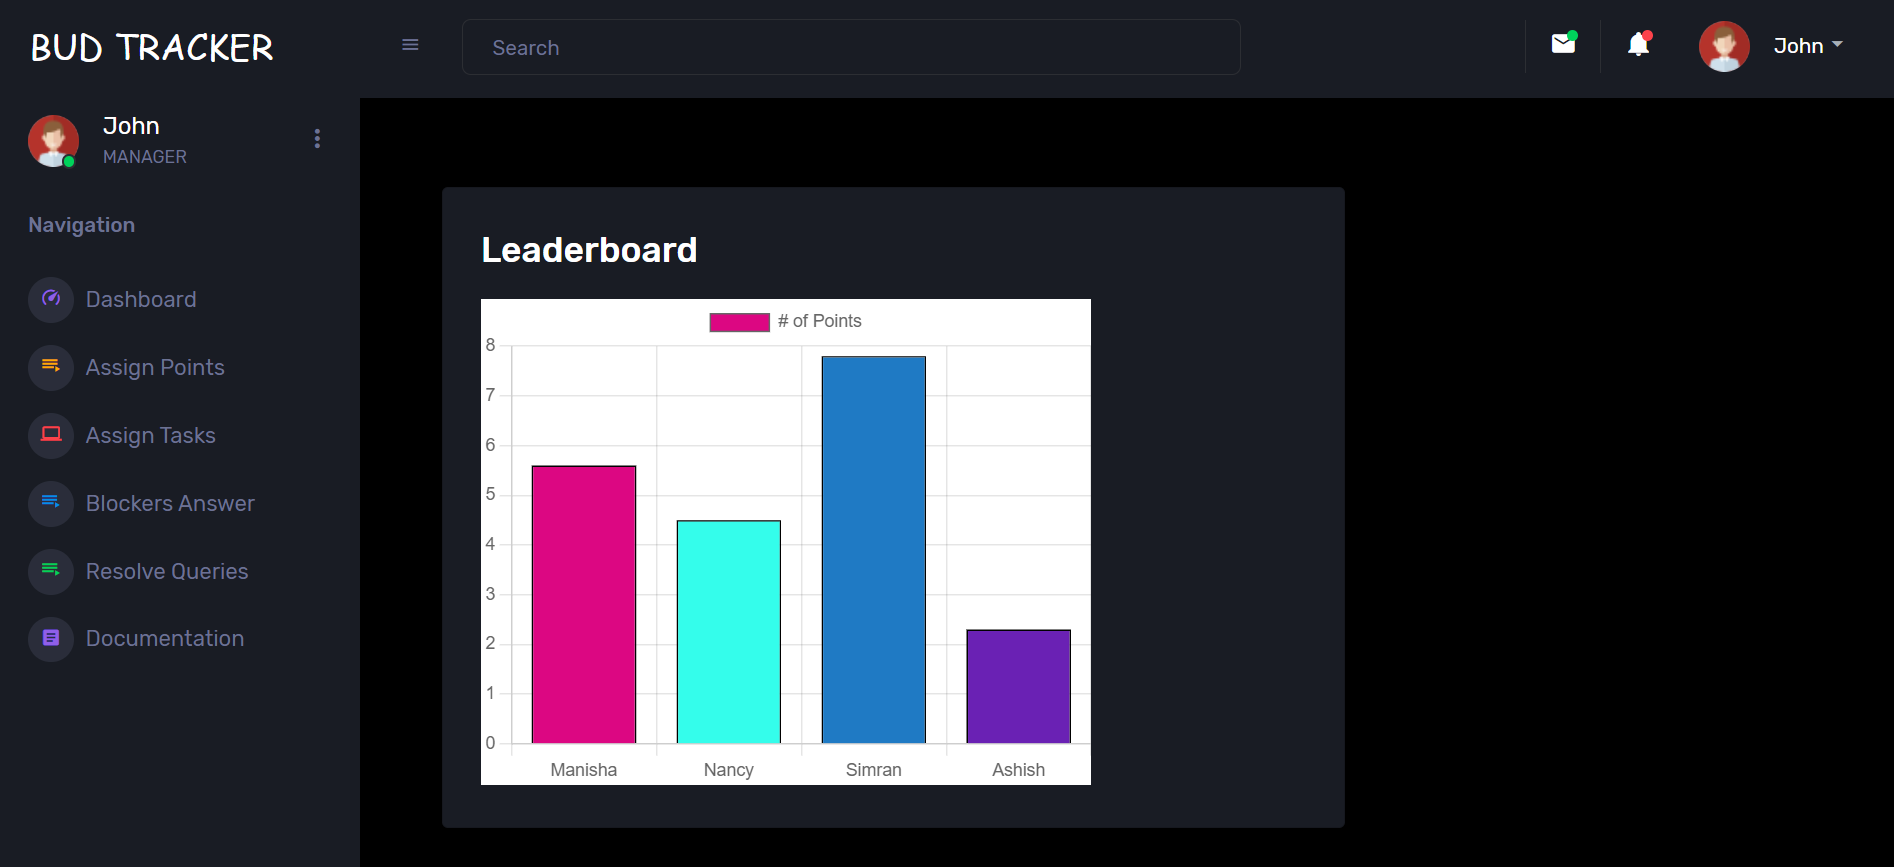 BUD TRACKER
Search
John
John
MANAGER
Navigation
Dashboard
Assign Points
Assign Tasks
Blockers Answer
Resolve Queries
Documentation
Leaderboard
# of Points
8
7
6
5
4
3
2
1
0
Manisha Nancy Simran Ashish